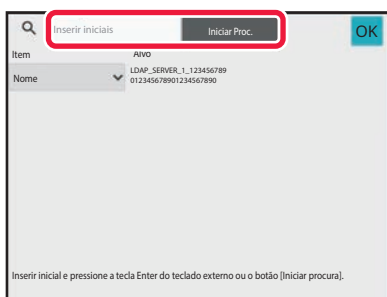 Inserir iniciais Iniciar Proc. OK
Item Alvo
Nome LDAP_SERVER_1_123456789
012345678901234567890
Inserir inicial e pressione a tecla Enter do teclado externo ou o botão [Iniciar procura].